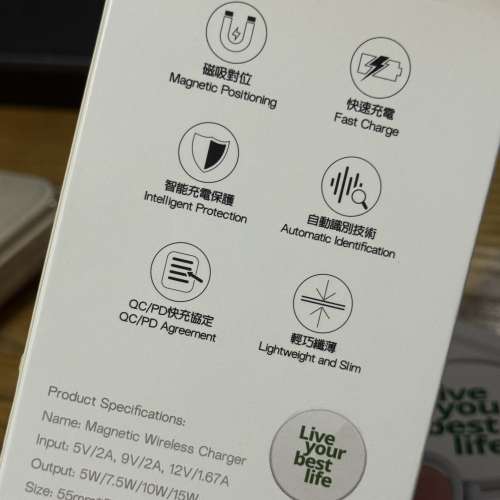 磁吸對位
Magnetic Positioning
快速充電
Fast Charge
智能充電保護
Intelligent Protection
自動識別技術
Automatic Identification
QC/PD快充協定
QC/PD Agreement
輕巧纖薄
Lightweight and Slim
Product Specifications:
Name: Magnetic Wireless Charger
Input: 5V/2A, 9V/2A, 12V/1.67A
Output: 5W/7.5W/10W/15W
Size: 55mm
Live
your
best
life
Live
your
best
life